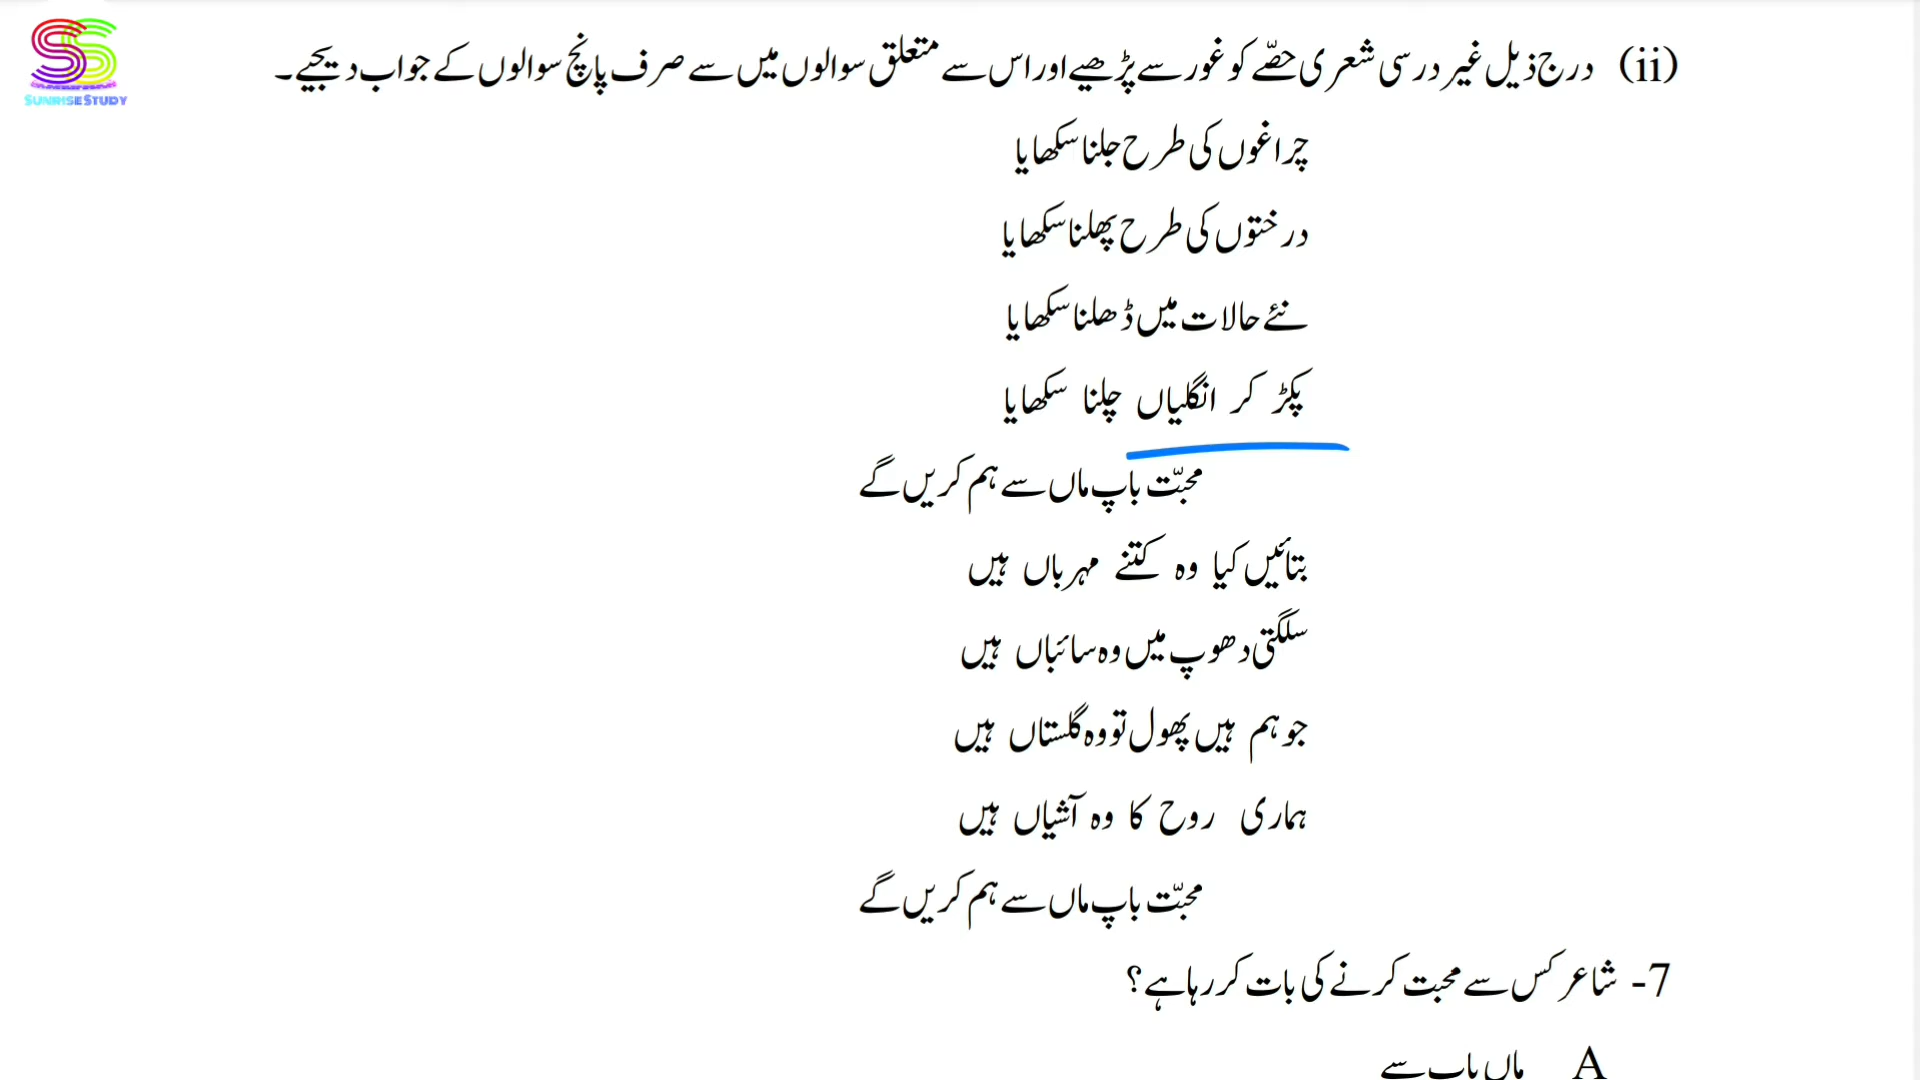 SS
SUNRISE STUDY
(ii) درج ذیل غیر درسی شعری حصّے کو غور سے پڑھیے اور اس سے متعلق سوالوں میں سے صرف پانچ سوالوں کے جواب دیجیے۔
چراغوں کی طرح جلنا سکھایا
درختوں کی طرح پھلنا سکھایا
نئے حالات میں ڈھلنا سکھایا
پکڑ کر انگلیاں چلنا سکھایا
محبّت باپ ماں سے ہم کریں گے
بتائیں کیا وہ کتنے مہرباں ہیں
سلگتی دھوپ میں وہ سائباں ہیں
جو ہم ہیں پھول تو وہ گلستاں ہیں
ہماری روح کا وہ آشیاں ہیں
محبّت باپ ماں سے ہم کریں گے
7- شاعر کس سے محبت کرنے کی بات کر رہا ہے؟
A ماں باپ سے